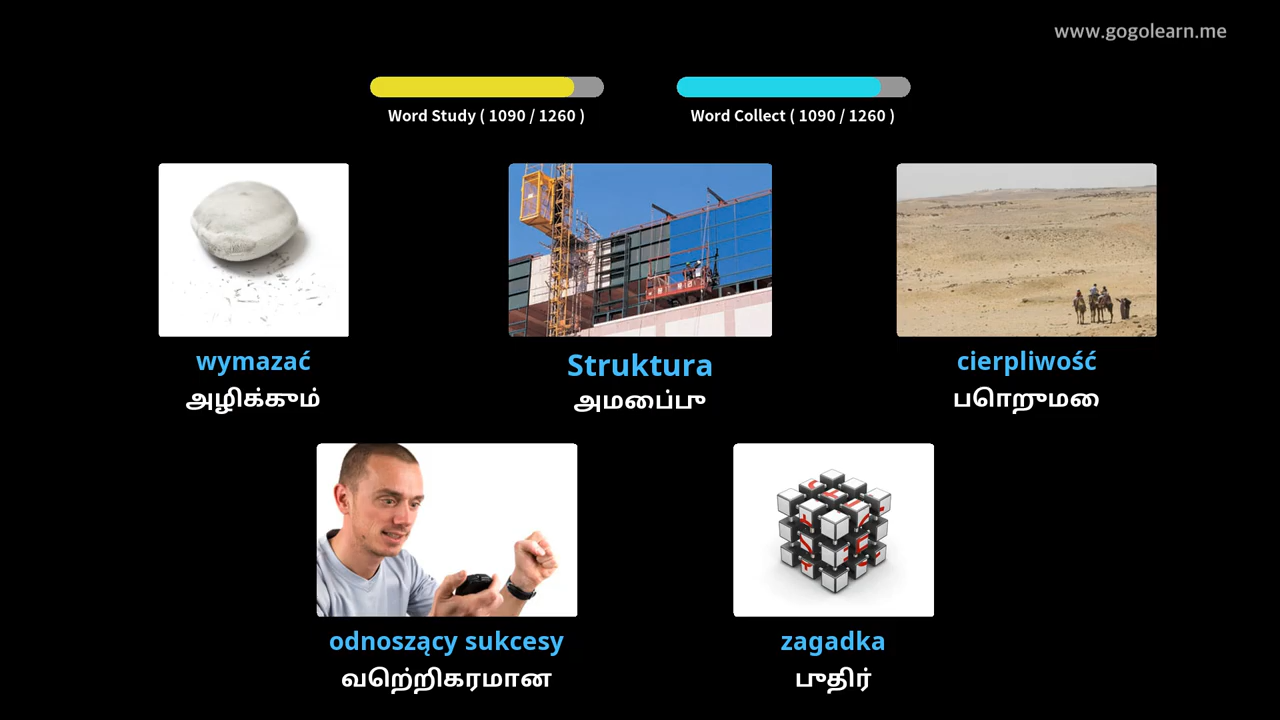 www.gogolearn.me
Word Study ( 1090 / 1260 )
Word Collect ( 1090 / 1260 )
wymazać
அழிக்கும்
Struktura
அமைப்பு
cierpliwość
பொறுமை
odnoszący sukcesy
வெற்றிகரமான
zagadka
புதிர்